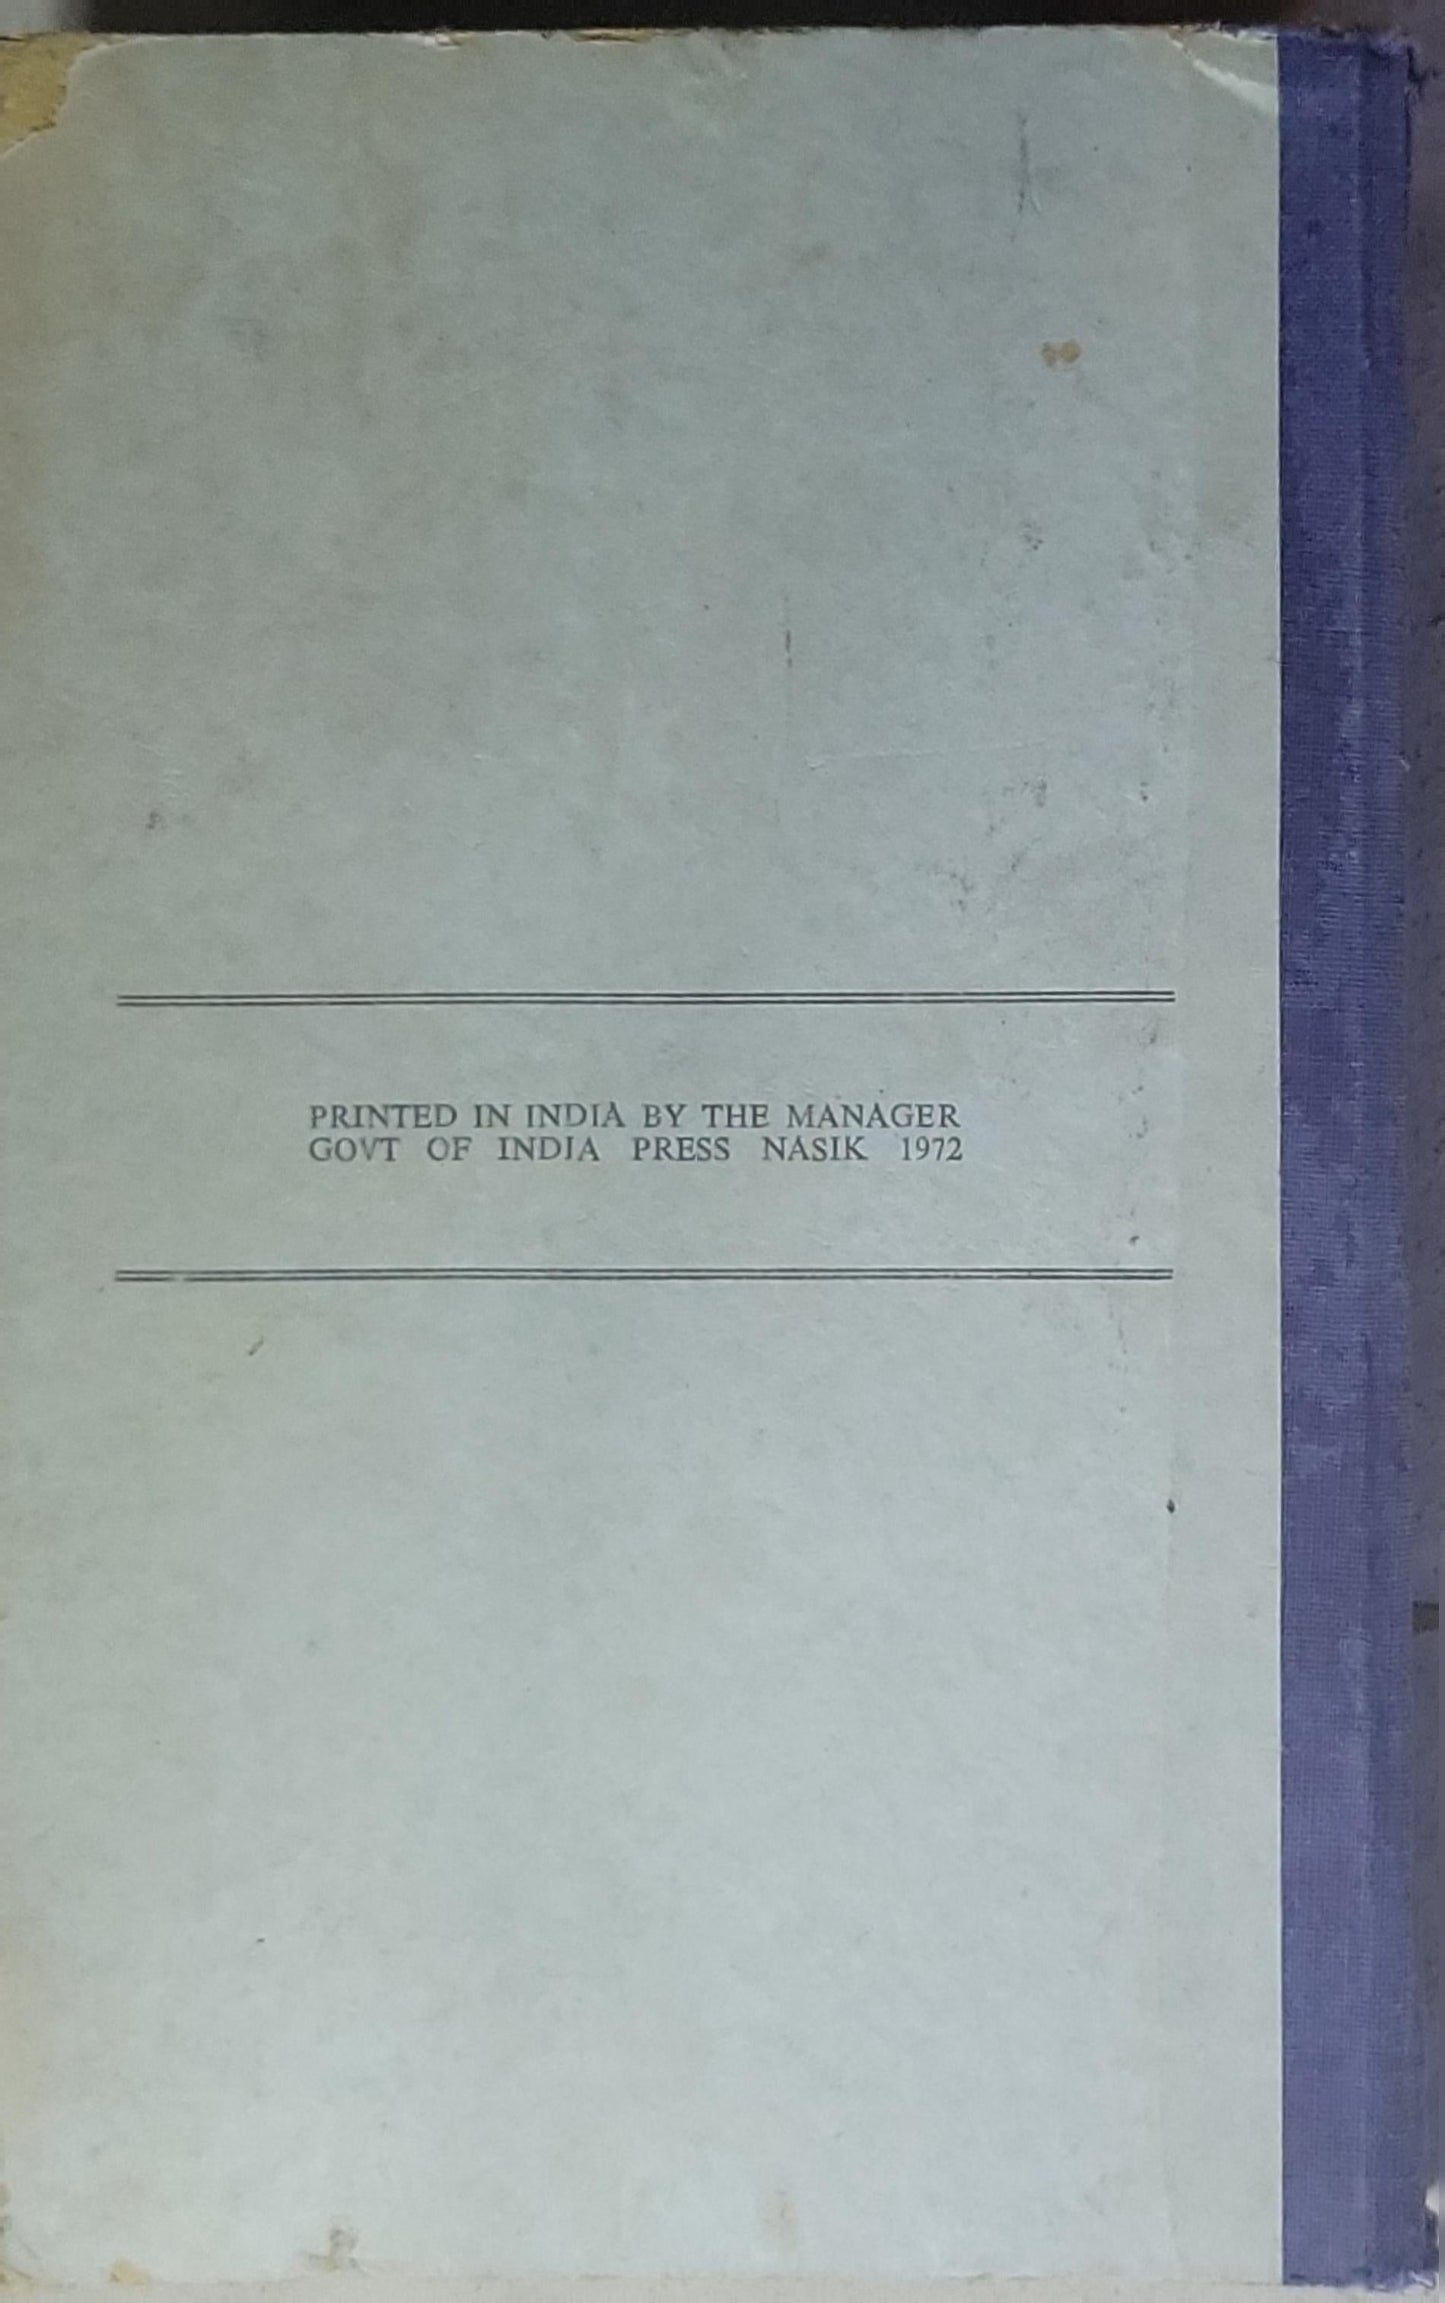 PRINTED IN INDIA BY THE MANAGER
GOVT OF INDIA PRESS NASIK 1972